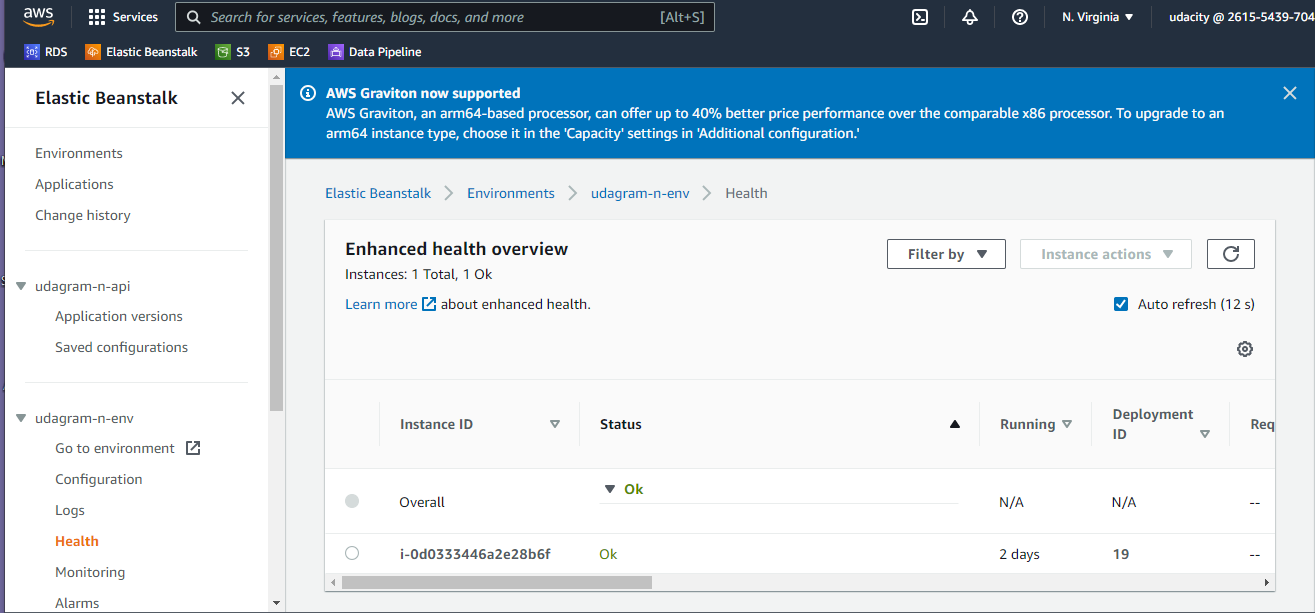 aws
Services
Search for services, features, blogs, docs, and more [Alt+S]
N. Virginia
udacity @ 2615-5439-704
RDS
Elastic Beanstalk
S3
EC2
Data Pipeline
Elastic Beanstalk
Environments
Applications
Change history
udagram-n-api
Application versions
Saved configurations
udagram-n-env
Go to environment
Configuration
Logs
Health
Monitoring
Alarms
AWS Graviton now supported
AWS Graviton, an arm64-based processor, can offer up to 40% better price performance over the comparable x86 processor. To upgrade to an
arm64 instance type, choose it in the 'Capacity' settings in 'Additional configuration.'
Elastic Beanstalk
Environments
udagram-n-env
Health
Enhanced health overview
Instances: 1 Total, 1 Ok
Learn more about enhanced health.
Filter by
Instance actions
Auto refresh (12 s)
Instance ID
Status
Running
Deployment
ID
Req
Overall
Ok
N/A
N/A
--
i-0d0333446a2e28b6f
Ok
2 days
19
--